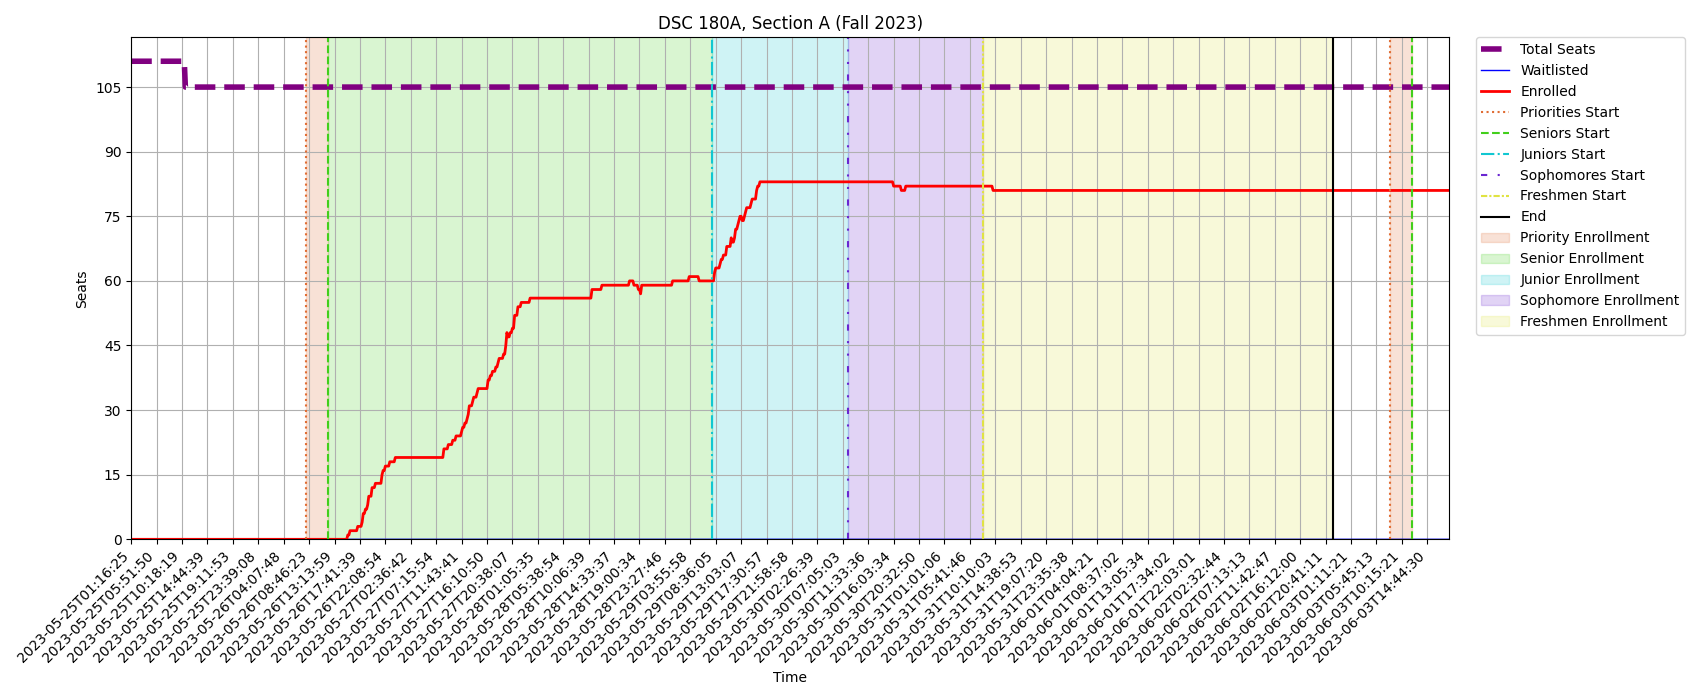 DSC 180A, Section A (Fall 2023)
Total Seats
Waitlisted
Enrolled
Priorities Start
Seniors Start
Juniors Start
Sophomores Start
Freshmen Start
End
Priority Enrollment
Senior Enrollment
Junior Enrollment
Sophomore Enrollment
Freshmen Enrollment
Seats
105
90
75
60
45
30
15
0
2023-05-25T01:16:25
2023-05-25T05:51:50
2023-05-25T10:18:19
2023-05-25T14:44:39
2023-05-25T19:11:53
2023-05-25T23:39:08
2023-05-26T04:07:48
2023-05-26T08:46:23
2023-05-26T13:13:59
2023-05-26T17:41:39
2023-05-26T22:08:54
2023-05-27T02:36:42
2023-05-27T07:15:54
2023-05-27T11:43:41
2023-05-27T16:10:50
2023-05-27T20:38:07
2023-05-28T01:05:35
2023-05-28T05:38:54
2023-05-28T10:06:39
2023-05-28T14:33:37
2023-05-28T19:00:34
2023-05-28T23:27:46
2023-05-29T03:55:58
2023-05-29T08:36:05
2023-05-29T13:03:07
2023-05-29T17:30:57
2023-05-29T21:58:58
2023-05-30T02:26:39
2023-05-30T07:05:03
2023-05-30T11:33:36
2023-05-30T16:03:34
2023-05-30T20:32:50
2023-05-31T01:01:06
2023-05-31T05:41:46
2023-05-31T10:10:03
2023-05-31T14:38:53
2023-05-31T19:07:20
2023-05-31T23:35:38
2023-06-01T04:04:21
2023-06-01T08:37:02
2023-06-01T13:05:34
2023-06-01T17:34:02
2023-06-01T22:03:01
2023-06-02T02:32:44
2023-06-02T07:13:13
2023-06-02T11:42:47
2023-06-02T16:12:00
2023-06-02T20:41:11
2023-06-03T01:11:21
2023-06-03T05:45:13
2023-06-03T10:15:21
2023-06-03T14:44:30
Time